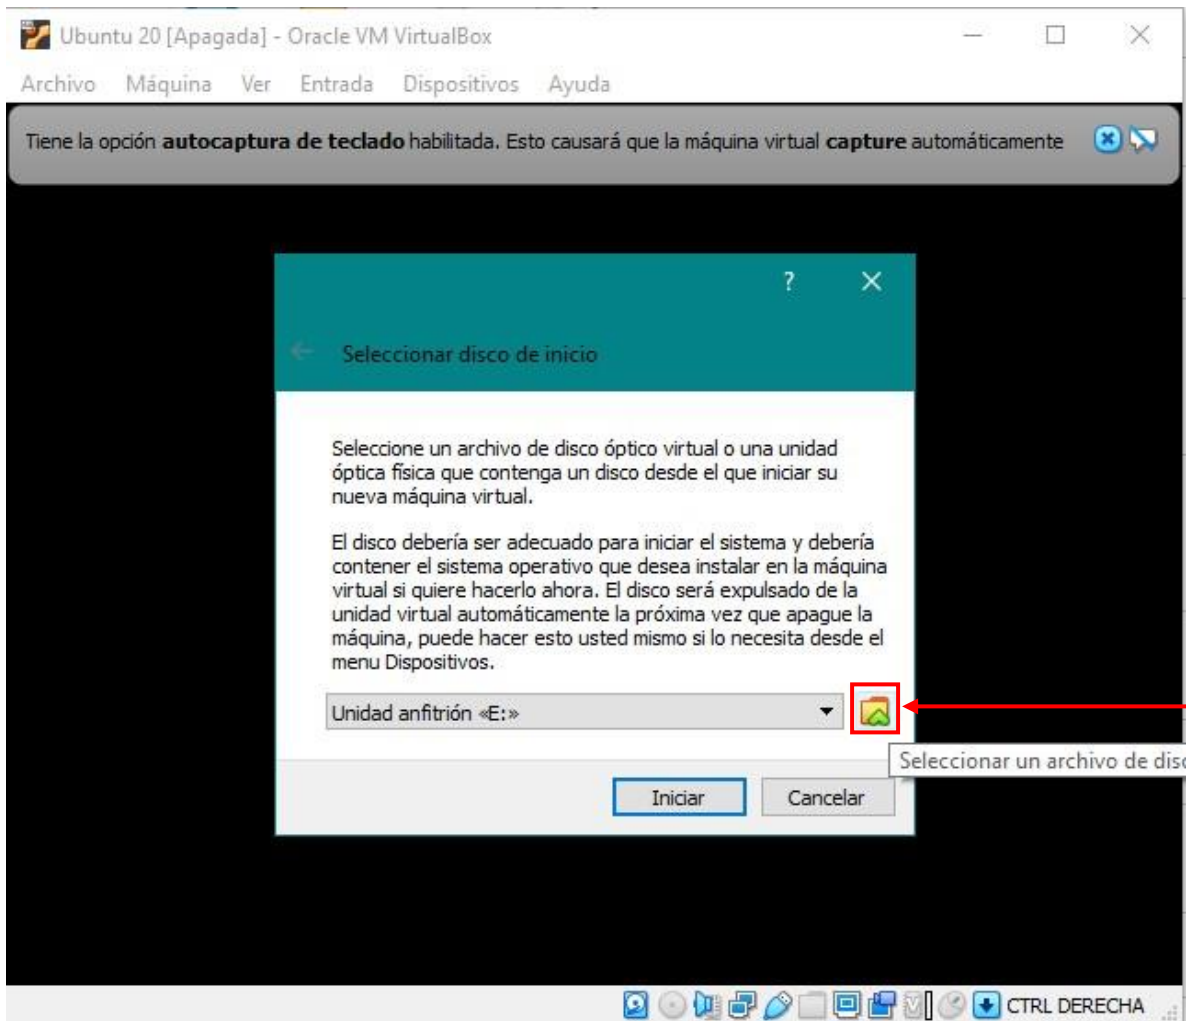 Ubuntu 20 [Apagada] - Oracle VM VirtualBox
Archivo Máquina Ver Entrada Dispositivos Ayuda
Tiene la opción autocaptura de teclado habilitada. Esto causará que la máquina virtual capture automáticamente
?
Seleccionar disco de inicio
Seleccione un archivo de disco óptico virtual o una unidad
óptica física que contenga un disco desde el que iniciar su
nueva máquina virtual.
El disco debería ser adecuado para iniciar el sistema y debería
contener el sistema operativo que desea instalar en la máquina
virtual si quiere hacerlo ahora. El disco será expulsado de la
unidad virtual automáticamente la próxima vez que apague la
máquina, puede hacer esto usted mismo si lo necesita desde el
menu Dispositivos.
Unidad anfitrión «E:»
Seleccionar un archivo de
Iniciar Cancelar
CTRL DERECHA